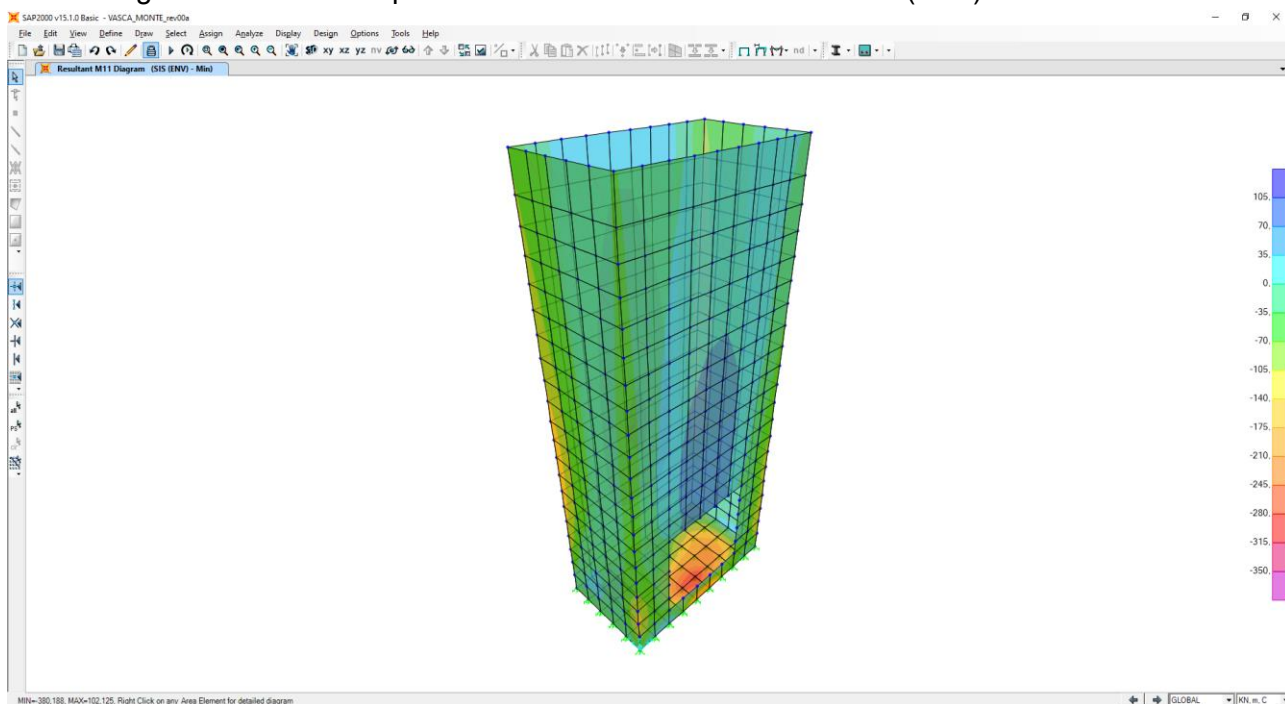 SAP2000 v15.1.0 Basic - VASCA_MONTE_rev00a
File Edit View Define Draw Select Assign Analyze Display Design Options Tools Help
xy xz yz nv nd
Resultant M11 Diagram (SIS (ENV) - Min)
105,
70,
35,
0,
-35,
-70,
-105,
-140,
-175,
-210,
-245,
-280,
-315,
-350,
MIN=-380,188, MAX=102,125, Right Click on any Area Element for detailed diagram
GLOBAL
KN, m, C